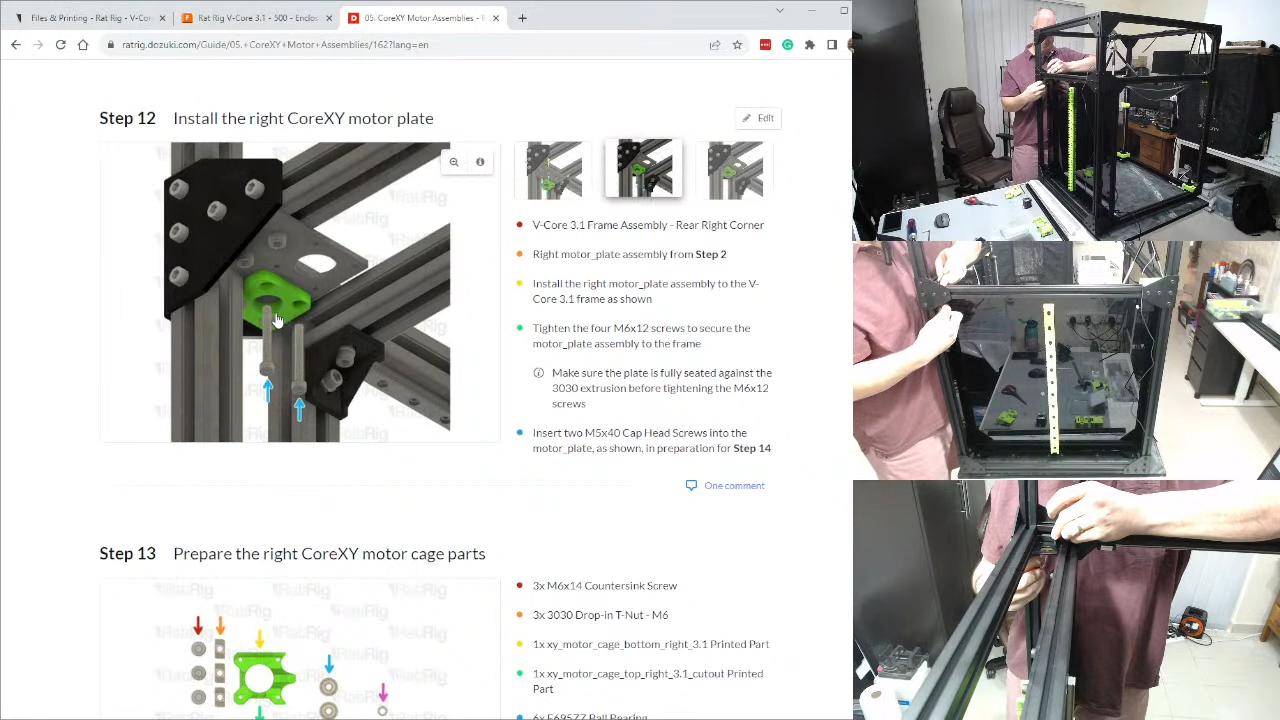 Files & Printing - Rat Rig - V-Co
Rat Rig V-Core 3.1 - 500 - Enclos
05. CoreXY Motor Assemblies - R
ratrig.dozuki.com/Guide/05.+CoreXY+Motor+Assemblies/162?lang=en
Step 12 Install the right CoreXY motor plate
Edit
V-Core 3.1 Frame Assembly - Rear Right Corner
Right motor_plate assembly from Step 2
Install the right motor_plate assembly to the V-
Core 3.1 frame as shown
Tighten the four M6x12 screws to secure the
motor_plate assembly to the frame
Make sure the plate is fully seated against the
3030 extrusion before tightening the M6x12
screws
Insert two M5x40 Cap Head Screws into the
motor_plate, as shown, in preparation for Step 14
One comment
Step 13 Prepare the right CoreXY motor cage parts
3x M6x14 Countersink Screw
3x 3030 Drop-in T-Nut - M6
1x xy_motor_cage_bottom_right_3.1 Printed Part
1x xy_motor_cage_top_right_3.1_cutout Printed
Part
6x F695ZZ Ball Bearing